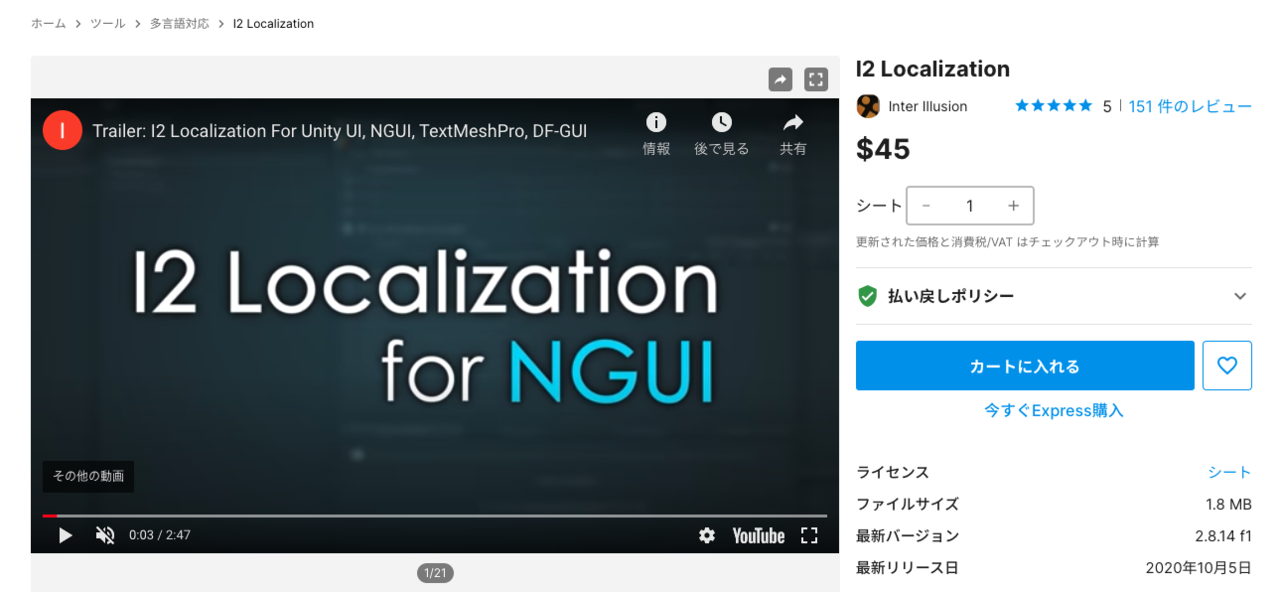 ホーム > ツール > 多言語対応 > I2 Localization
I
Trailer: I2 Localization For Unity UI, NGUI, TextMeshPro, DF-GUI
情報
後で見る
共有
I2 Localization
for NGUI
その他の動画
0:03 / 2:47
YouTube
1/21
I2 Localization
Inter Illusion
5 | 151 件のレビュー
$45
シート - 1 +
更新された価格と消費税/VAT はチェックアウト時に計算
払い戻しポリシー
カートに入れる
今すぐExpress購入
ライセンス シート
ファイルサイズ 1.8 MB
最新バージョン 2.8.14 f1
最新リリース日 2020年10月5日